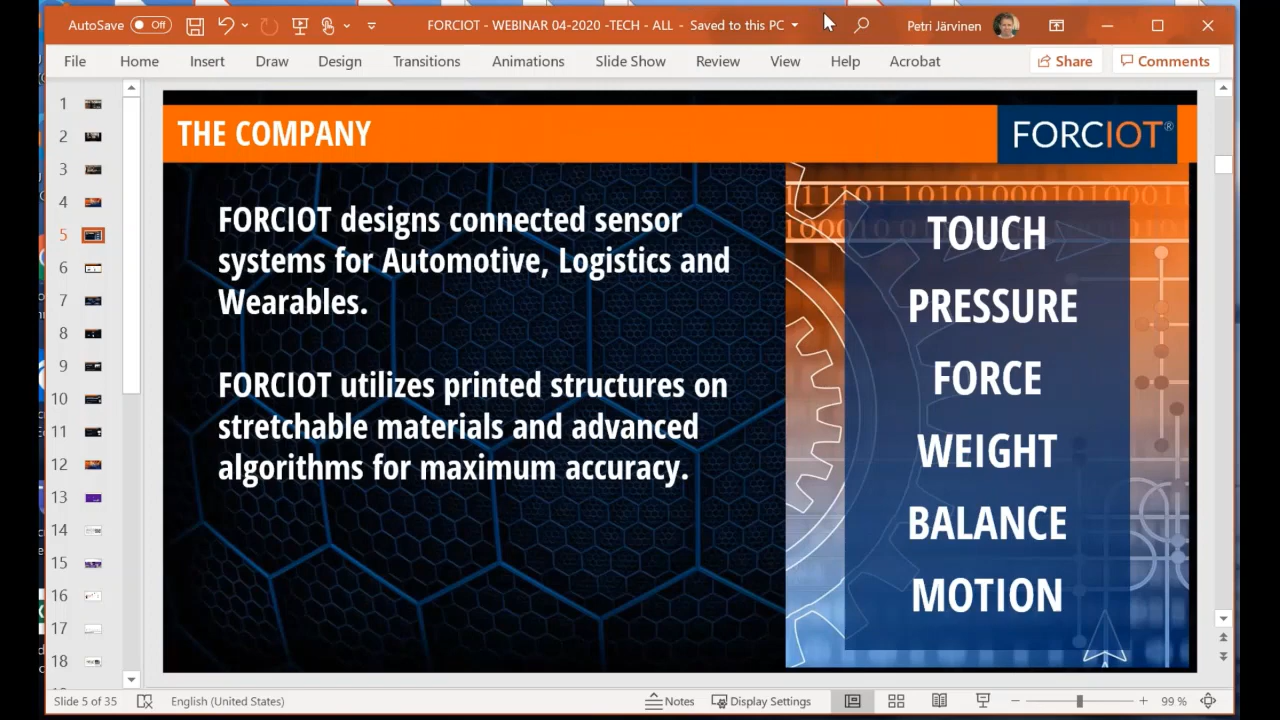 AutoSave Off
FORCIOT - WEBINAR 04-2020 -TECH - ALL - Saved to this PC
Petri Järvinen
File Home Insert Draw Design Transitions Animations Slide Show Review View Help Acrobat Share Comments
1
2
3
4
5
6
7
8
9
10
11
12
13
14
15
16
17
18
THE COMPANY
FORCIOT®
FORCIOT designs connected sensor
systems for Automotive, Logistics and
Wearables.
FORCIOT utilizes printed structures on
stretchable materials and advanced
algorithms for maximum accuracy.
TOUCH
PRESSURE
FORCE
WEIGHT
BALANCE
MOTION
Slide 5 of 35 English (United States) Notes Display Settings 99 %